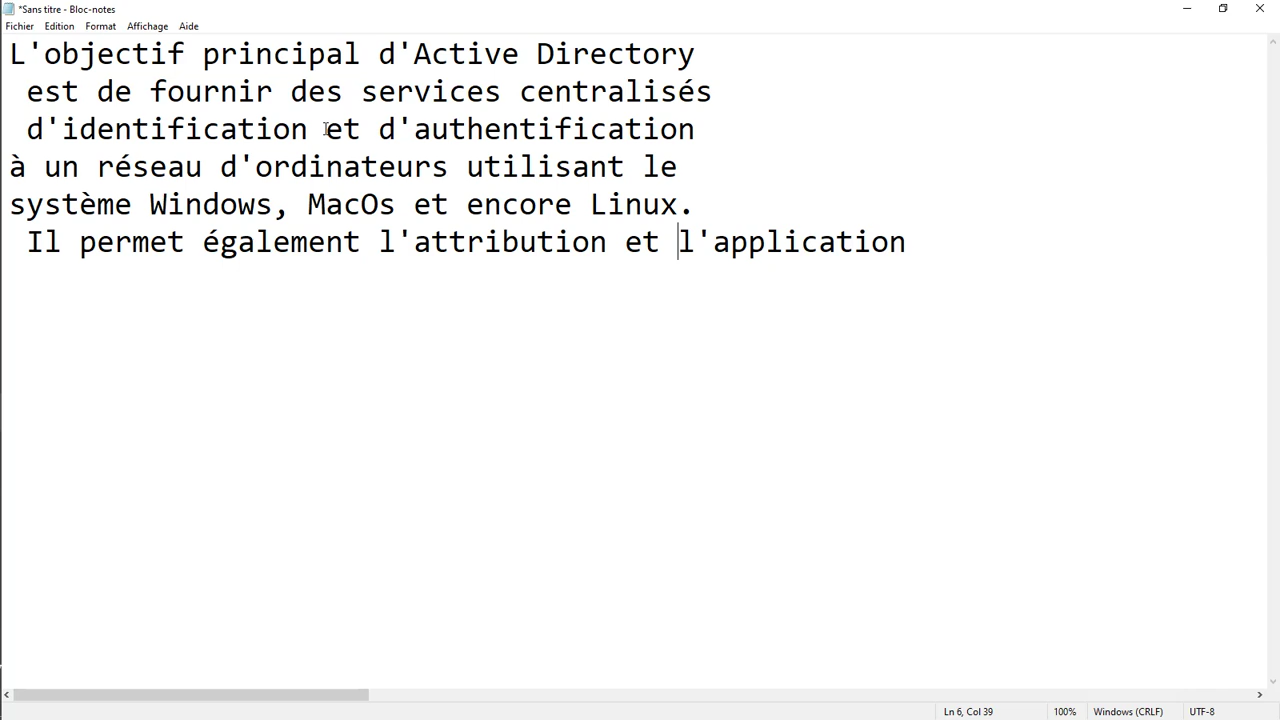 *Sans titre - Bloc-notes
Fichier Edition Format Affichage Aide
L'objectif principal d'Active Directory
est de fournir des services centralisés
d'identification et d'authentification
à un réseau d'ordinateurs utilisant le
système Windows, MacOs et encore Linux.
Il permet également l'attribution et l'application
Ln 6, Col 39 100% Windows (CRLF) UTF-8